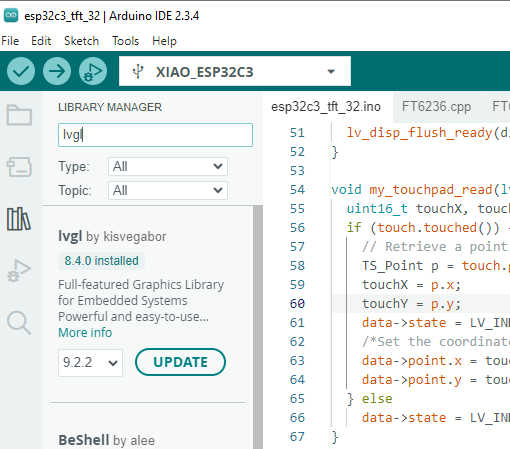 esp32c3_tft_32 | Arduino IDE 2.3.4
File Edit Sketch Tools Help
XIAO_ESP32C3
LIBRARY MANAGER
lvgl
Type: All
Topic: All
lvgl by kisvegabor
8.4.0 installed
Full-featured Graphics Library
for Embedded Systems
Powerful and easy-to-use...
More info
9.2.2 UPDATE
BeShell by alee
esp32c3_tft_32.ino FT6236.cpp FT6
51 lv_disp_flush_ready(di
52 }
53
54 void my_touchpad_read(lv
55 uint16_t touchX, touc
56 if (touch.touched()) {
57 // Retrieve a point
58 TS_Point p = touch.g
59 touchX = p.x;
60 touchY = p.y;
61 data->state = LV_IN
62 /*Set the coordinat
63 data->point.x = tou
64 data->point.y = tou
65 } else
66 data->state = LV_IN
67 }